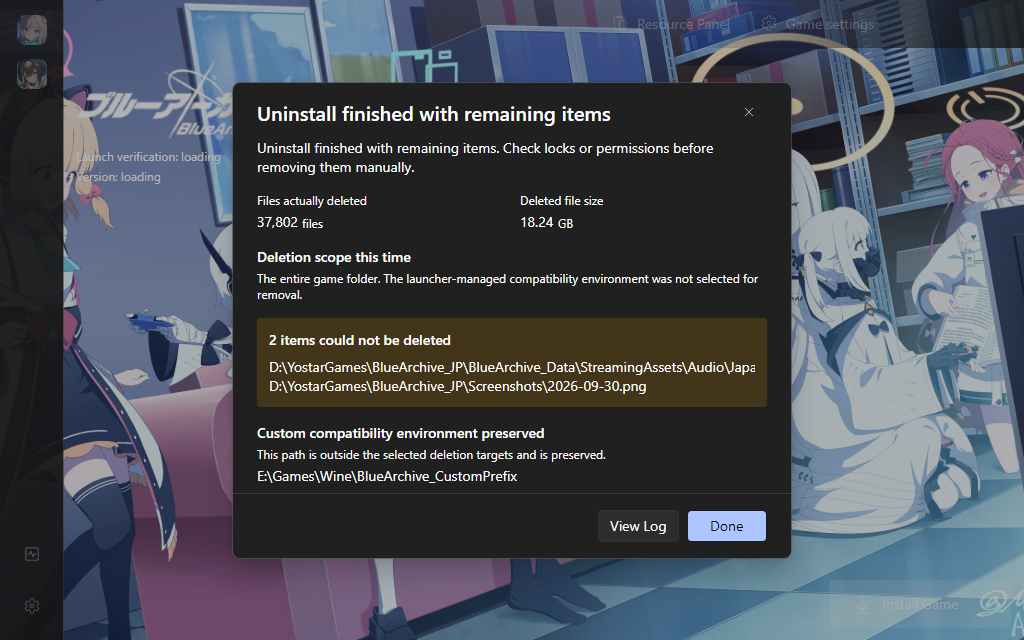 Resource Panel
Game settings
Uninstall finished with remaining items
Uninstall finished with remaining items. Check locks or permissions before
removing them manually.
ブルーアーカ
BlueAr
Launch verification: loading
Version: loading
Files actually deleted
Deleted file size
37,802 files
18.24 GB
Deletion scope this time
The entire game folder. The launcher-managed compatibility environment was not selected for
removal.
2 items could not be deleted
D:\YostarGames\BlueArchive_JP\BlueArchive_Data\StreamingAssets\Audio\Japa
D:\YostarGames\BlueArchive_JP\Screenshots\2026-09-30.png
Custom compatibility environment preserved
This path is outside the selected deletion targets and is preserved.
E:\Games\Wine\BlueArchive_CustomPrefix
View Log
Done
Install Game